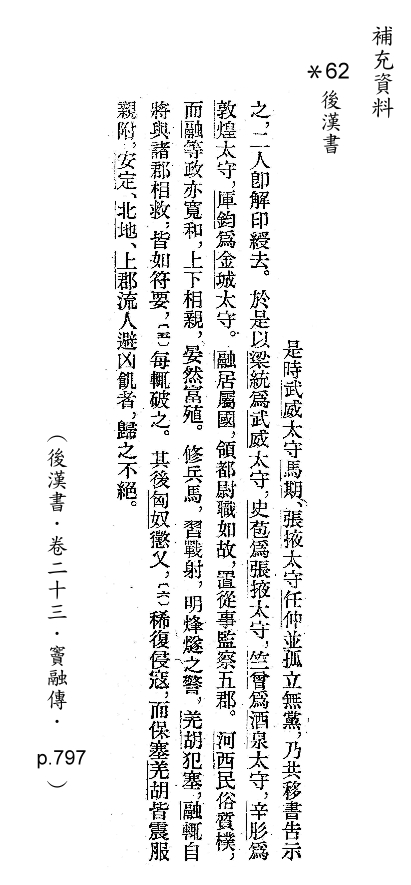 補充資料
*62 後漢書
是時武威太守馬期、張掖太守任仲並孤立無黨,乃共移書告示
之,二人卽解印綬去。於是以梁統爲武威太守,史苞爲張掖太守,竺曾爲酒泉太守,辛肜爲
敦煌太守,厙鈞爲金城太守。融居屬國,領都尉職如故,置從事監察五郡。河西民俗質樸,
而融等政亦寬和,上下相親,晏然富殖。修兵馬,習戰射,明烽燧之警,羌胡犯塞,融輒自
將與諸郡相救,皆如符要,〔五〕每輒破之。其後匈奴懲乂,〔六〕稀復侵寇,而保塞羌胡皆震服
親附,安定、北地、上郡流人避凶飢者,歸之不絕。
(後漢書.卷二十三.竇融傳.
p.797)